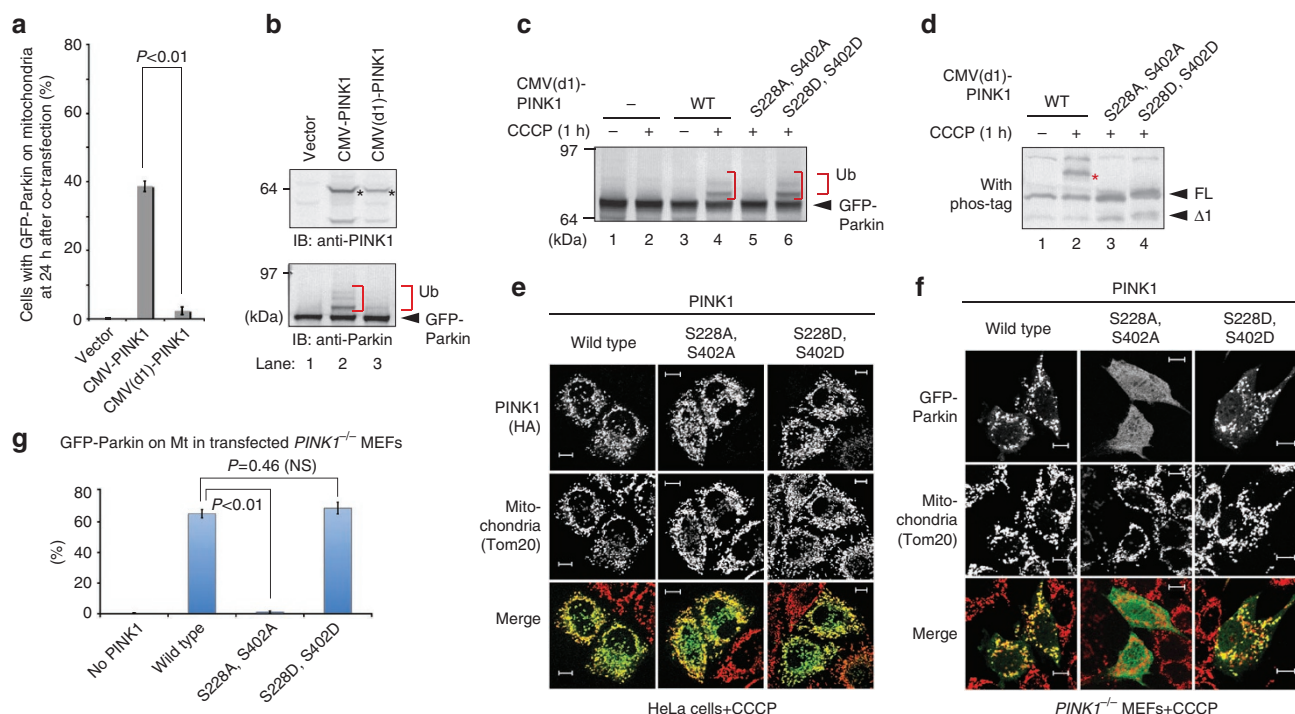 a
Cells with GFP-Parkin on mitochondria
at 24 h after co-transfection (%)
80
60
40
20
0
P<0.01
Vector
CMV-PINK1
CMV(d1)-PINK1
b
Vector
CMV-PINK1
CMV(d1)-PINK1
64
*
*
IB: anti-PINK1
97
(kDa)
Ub
GFP-
Parkin
IB: anti-Parkin
Lane: 1 2 3
c
CMV(d1)-
PINK1
–
WT
S228A, S402A
S228D, S402D
CCCP (1 h) – + – + + +
97
64
(kDa)
Ub
GFP-
Parkin
1 2 3 4 5 6
d
CMV(d1)-
PINK1
WT
S228A, S402A
S228D, S402D
CCCP (1 h) – + + +
With
phos-tag
*
FL
Δ1
1 2 3 4
e
PINK1
Wild type
S228A,
S402A
S228D,
S402D
PINK1
(HA)
Mito-
chondria
(Tom20)
Merge
HeLa cells+CCCP
f
PINK1
Wild type
S228A,
S402A
S228D,
S402D
GFP-
Parkin
Mito-
chondria
(Tom20)
Merge
PINK1–/– MEFs+CCCP
g
GFP-Parkin on Mt in transfected PINK1–/– MEFs
P=0.46 (NS)
P<0.01
(%)
80
60
40
20
0
No PINK1
Wild type
S228A, S402A
S228D, S402D